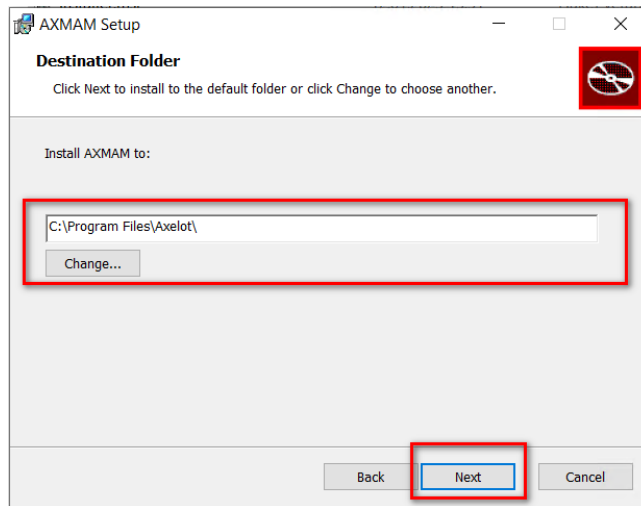 AXMAM Setup
Destination Folder
Click Next to install to the default folder or click Change to choose another.
Install AXMAM to:
C:\Program Files\Axelot\
Change...
Back
Next
Cancel